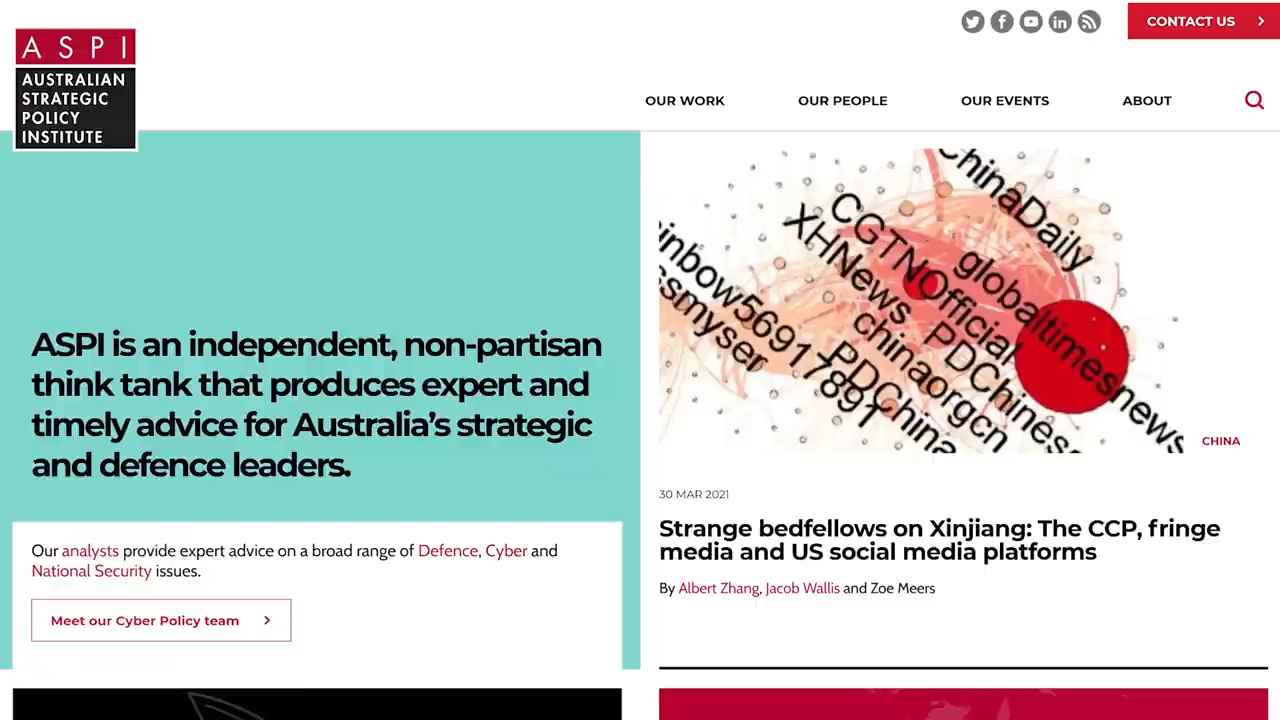 CONTACT US
ASPI
AUSTRALIAN
STRATEGIC
POLICY
INSTITUTE
OUR WORK
OUR PEOPLE
OUR EVENTS
ABOUT
ASPI is an independent, non-partisan
think tank that produces expert and
timely advice for Australia's strategic
and defence leaders.
Our analysts provide expert advice on a broad range of Defence, Cyber and
National Security issues.
Meet our Cyber Policy team
ChinaDaily
CGTNOfficial
XHNews
globaltimesnews
inbow56917891
smyser
chinaorgcn
PDChinese
PDChina
CHINA
30 MAR 2021
Strange bedfellows on Xinjiang: The CCP, fringe
media and US social media platforms
By Albert Zhang, Jacob Wallis and Zoe Meers